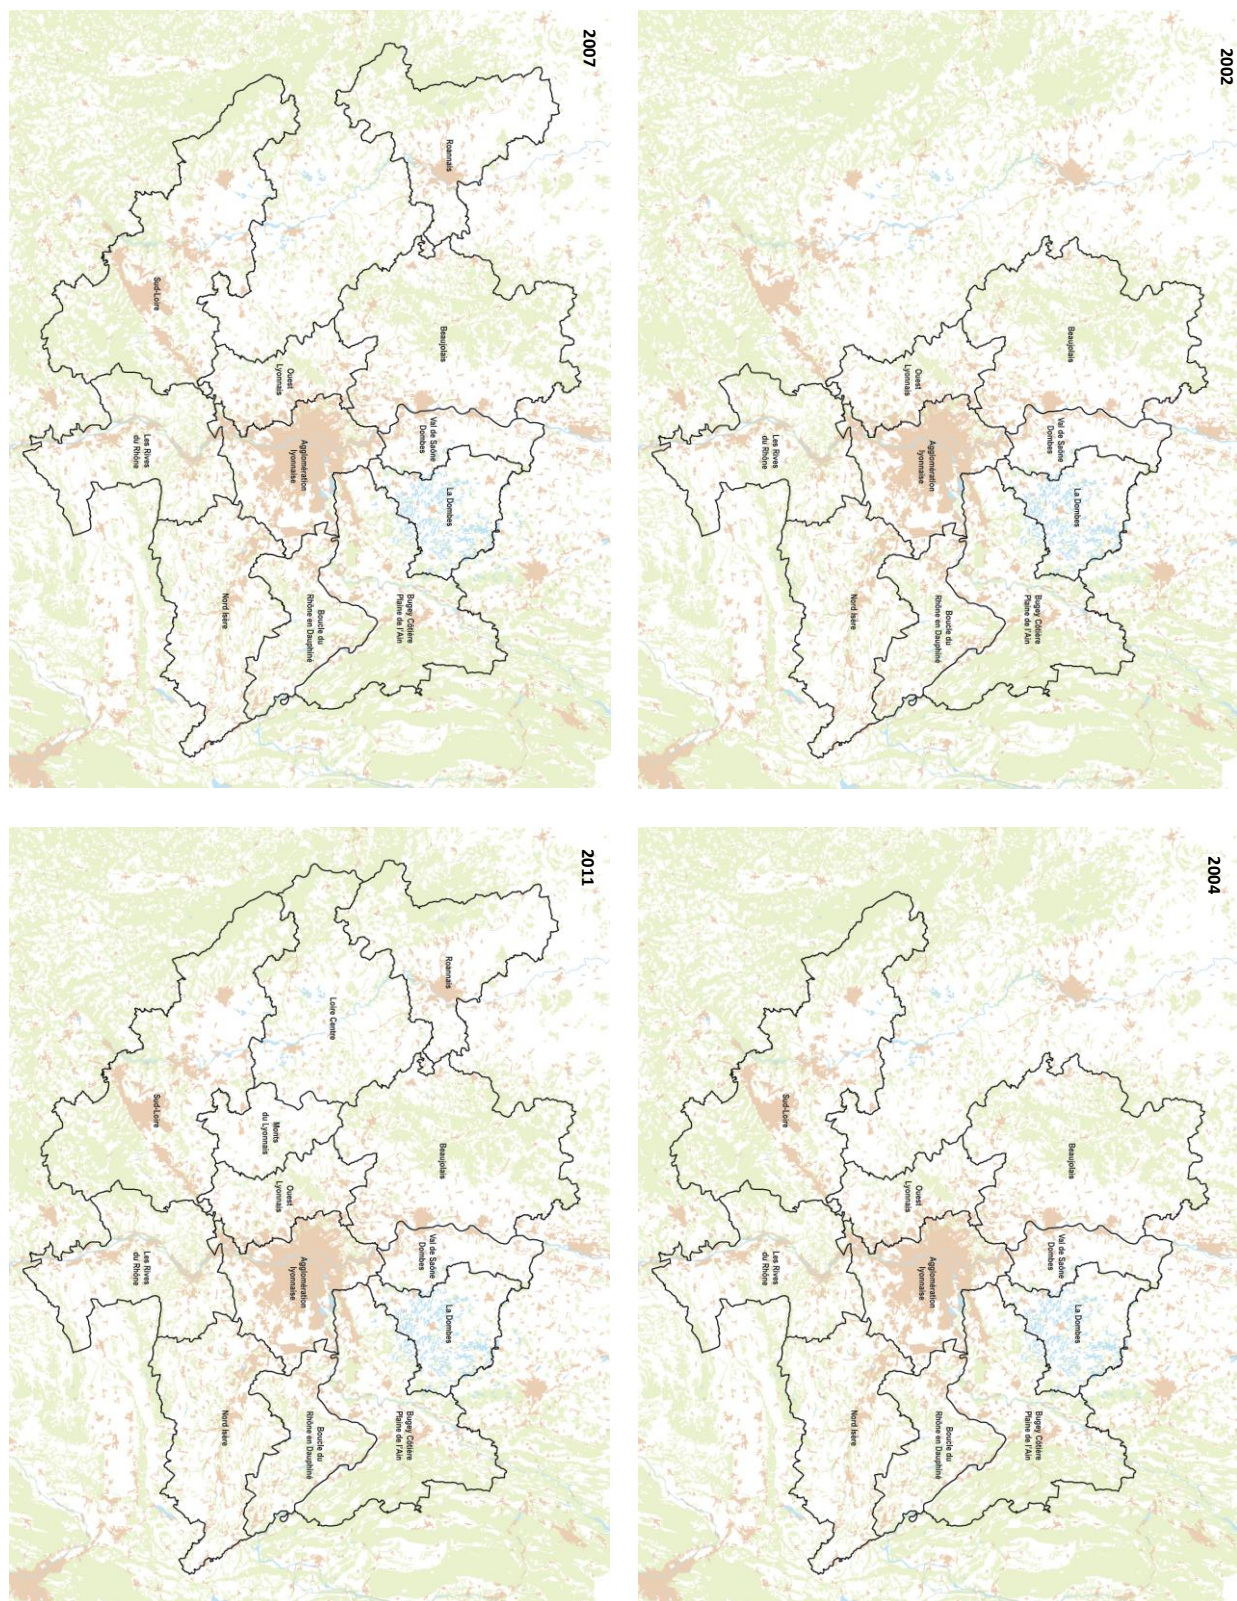 2002
Beaujolais
Val de Saône
Dombes
La Dombes
Bugey Côtière
Plaine de l'Ain
Ouest
Lyonnais
Agglomération
lyonnaise
Boucle du
Rhône en Dauphiné
Nord Isère
Les Rives
du Rhône
2004
Beaujolais
Val de Saône
Dombes
La Dombes
Bugey Côtière
Plaine de l'Ain
Ouest
Lyonnais
Agglomération
lyonnaise
Boucle du
Rhône en Dauphiné
Nord Isère
Sud-Loire
Les Rives
du Rhône
2007
Roannais
Beaujolais
Val de Saône
Dombes
La Dombes
Bugey Côtière
Plaine de l'Ain
Ouest
Lyonnais
Agglomération
lyonnaise
Boucle du
Rhône en Dauphiné
Nord Isère
Sud-Loire
Les Rives
du Rhône
2011
Roannais
Beaujolais
Val de Saône
Dombes
La Dombes
Bugey Côtière
Plaine de l'Ain
Loire Centre
Monts
du Lyonnais
Ouest
Lyonnais
Agglomération
lyonnaise
Boucle du
Rhône en Dauphiné
Nord Isère
Sud-Loire
Les Rives
du Rhône